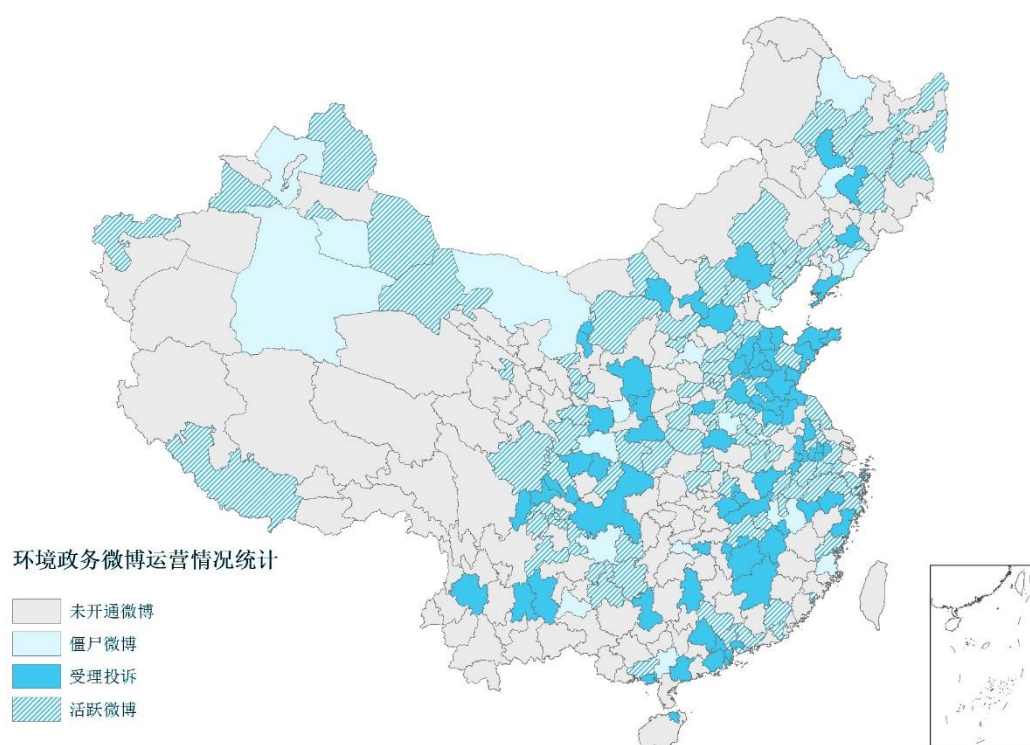 环境政务微博运营情况统计
未开通微博
僵尸微博
受理投诉
活跃微博